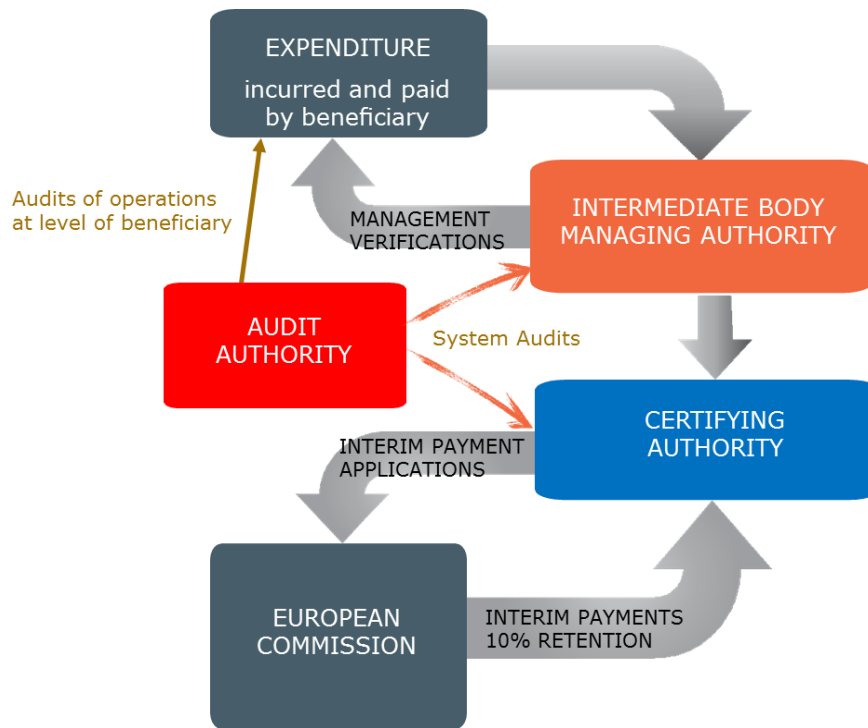 EXPENDITURE
incurred and paid
by beneficiary
Audits of operations
at level of beneficiary
MANAGEMENT
VERIFICATIONS
INTERMEDIATE BODY
MANAGING AUTHORITY
AUDIT
AUTHORITY
System Audits
CERTIFYING
AUTHORITY
INTERIM PAYMENT
APPLICATIONS
EUROPEAN
COMMISSION
INTERIM PAYMENTS
10% RETENTION